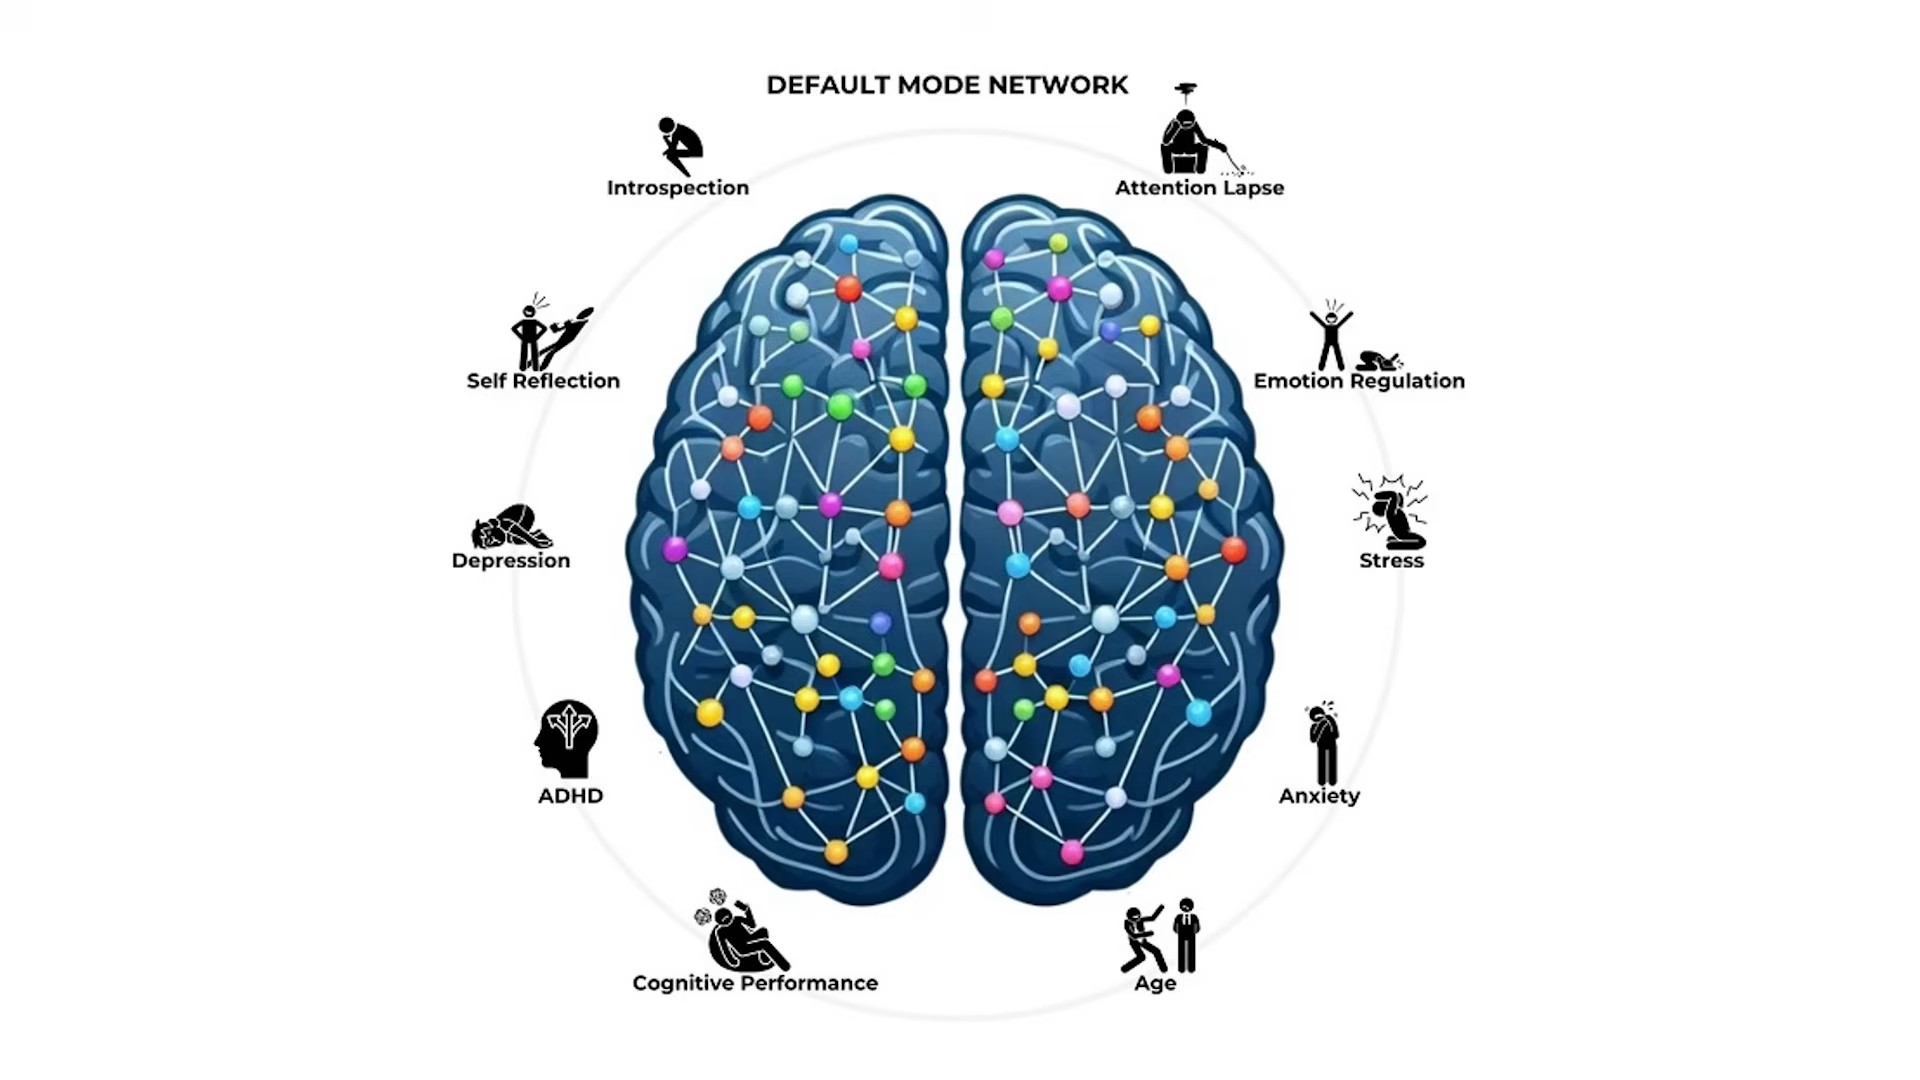 DEFAULT MODE NETWORK
Introspection
Attention Lapse
Self Reflection
Emotion Regulation
Depression
Stress
ADHD
Anxiety
Cognitive Performance
Age